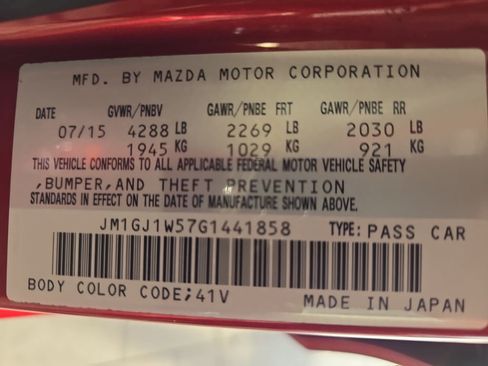 MFD. BY MAZDA MOTOR CORPORATION
DATE GVWR/PNBV GAWR/PNBE FRT GAWR/PNBE RR
07/15 4288 LB 2269 LB 2030 LB
1945 KG 1029 KG 921 KG
THIS VEHICLE CONFORMS TO ALL APPLICABLE FEDERAL MOTOR VEHICLE SAFETY
,BUMPER,AND THEFT PREVENTION
STANDARDS IN EFFECT ON THE DATE OF MANUFACTURE SHOWN ABOVE.
JM1GJ1W57G1441858 TYPE: PASS CAR
BODY COLOR CODE;41V MADE IN JAPAN